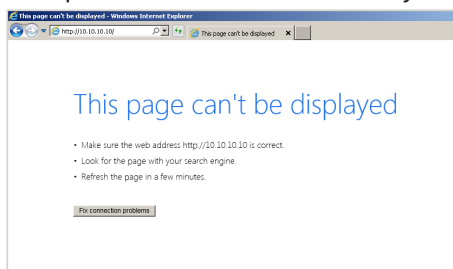 This page can't be displayed - Windows Internet Explorer
http://10.10.10.10/
This page can't be displayed
This page can't be displayed
• Make sure the web address http://10.10.10.10 is correct.
• Look for the page with your search engine.
• Refresh the page in a few minutes.
Fix connection problems